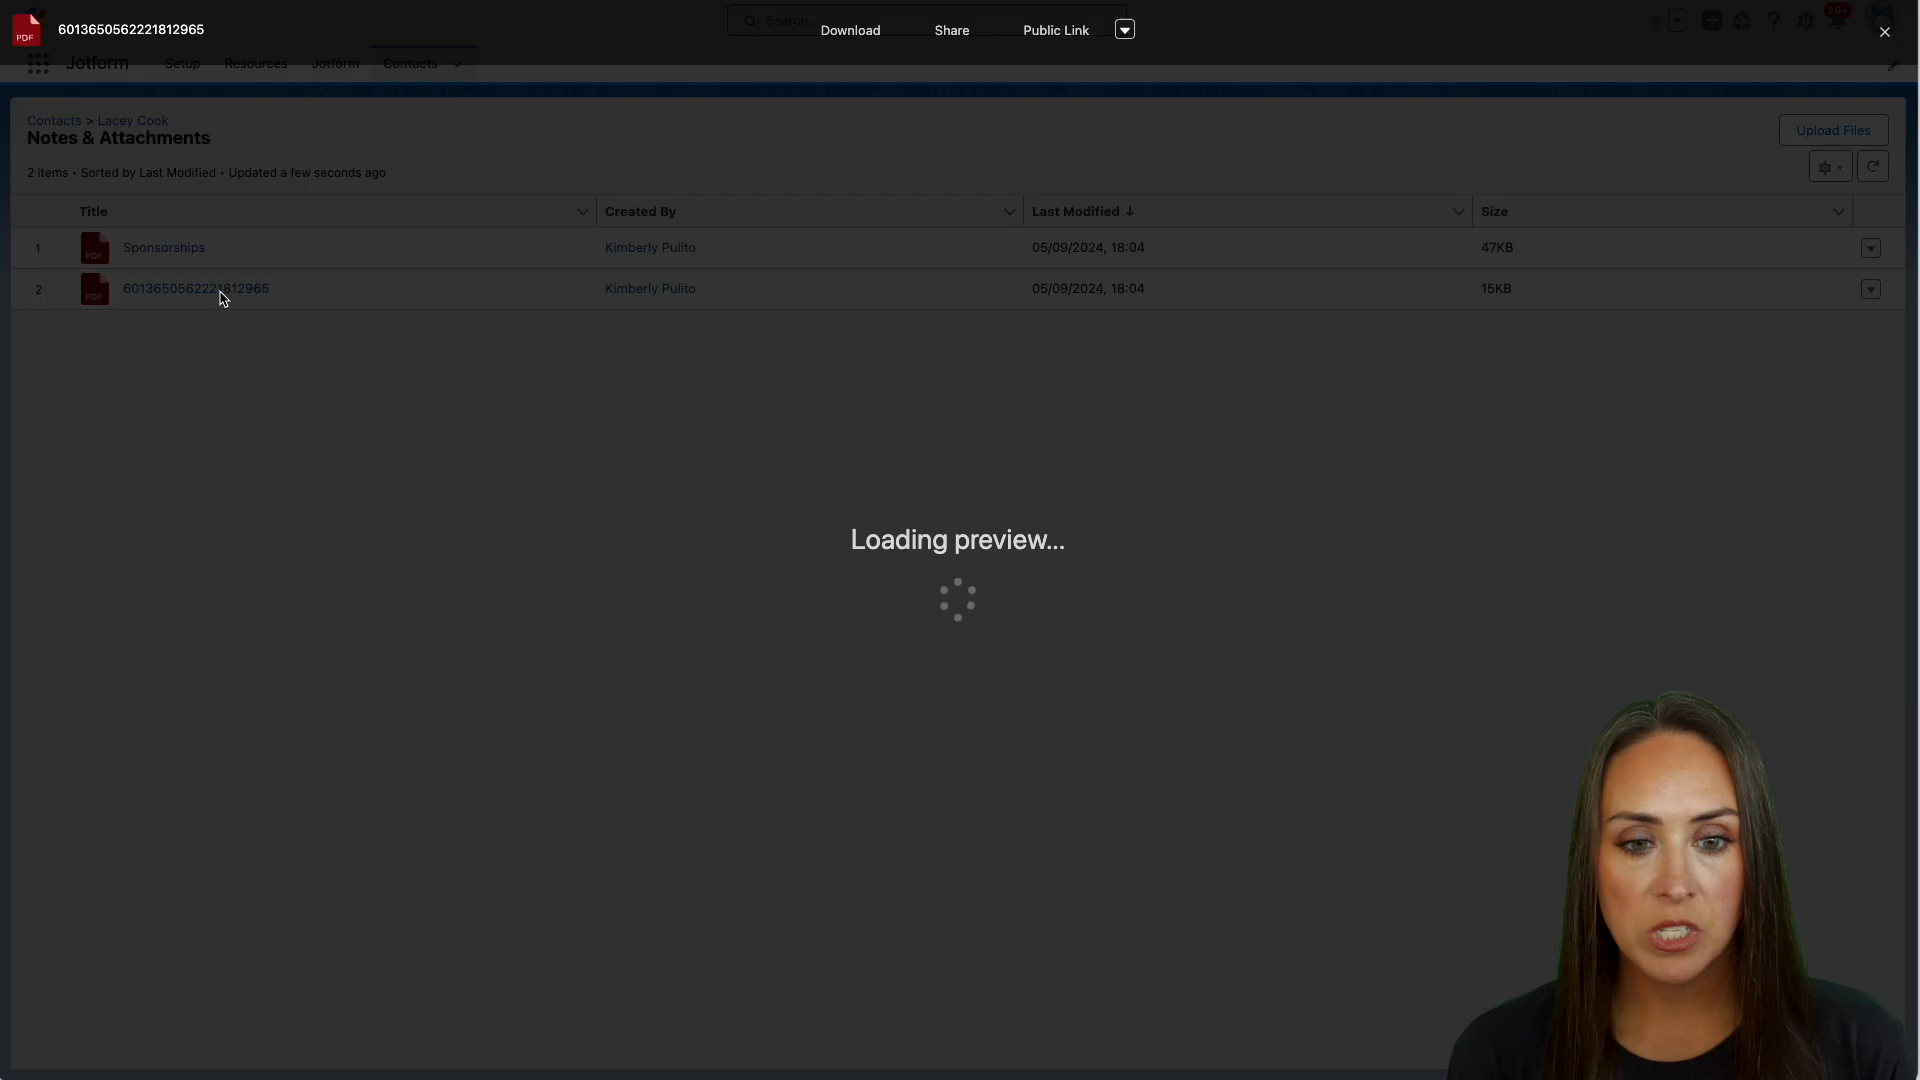 PDF 6013650562221812965 Download Share Public Link
Search...
20+
Jotform Setup Resources Jotform Contacts
Contacts > Lacey Cook
Notes & Attachments
Upload Files
2 items • Sorted by Last Modified • Updated a few seconds ago
Title Created By Last Modified Size
1 PDF Sponsorships Kimberly Pulito 05/09/2024, 18:04 47KB
2 PDF 6013650562221812965 Kimberly Pulito 05/09/2024, 18:04 15KB
Loading preview...